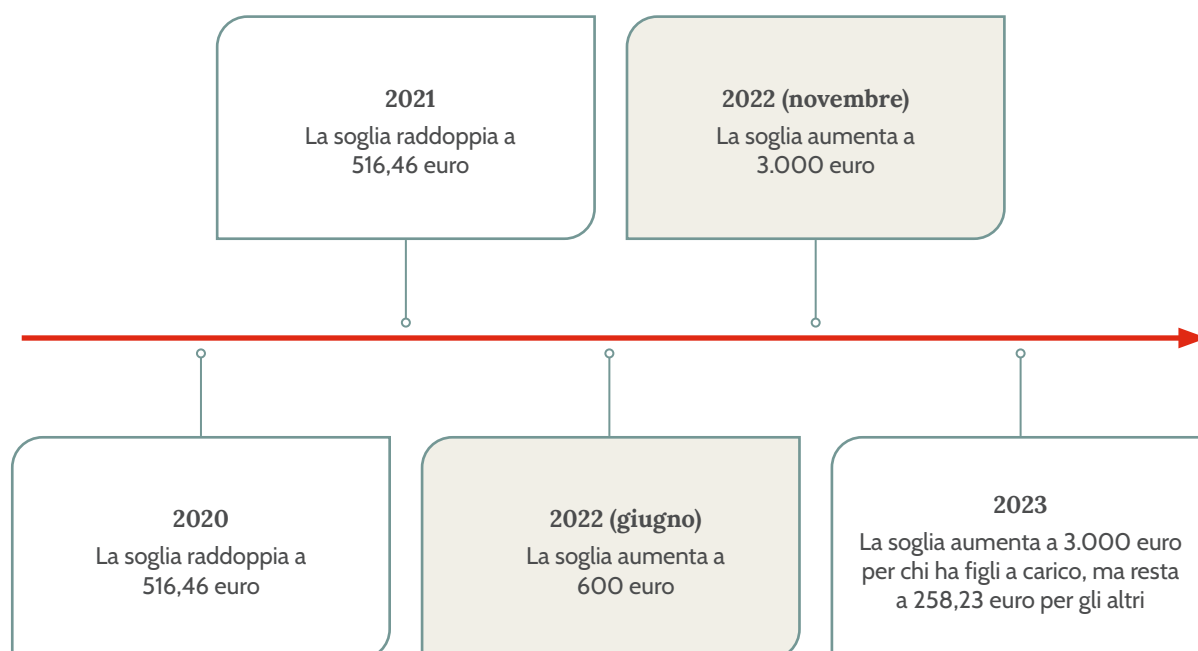 2021
La soglia raddoppia a
516,46 euro
2022 (novembre)
La soglia aumenta a
3.000 euro
2020
La soglia raddoppia a
516,46 euro
2022 (giugno)
La soglia aumenta a
600 euro
2023
La soglia aumenta a 3.000 euro
per chi ha figli a carico, ma resta
a 258,23 euro per gli altri